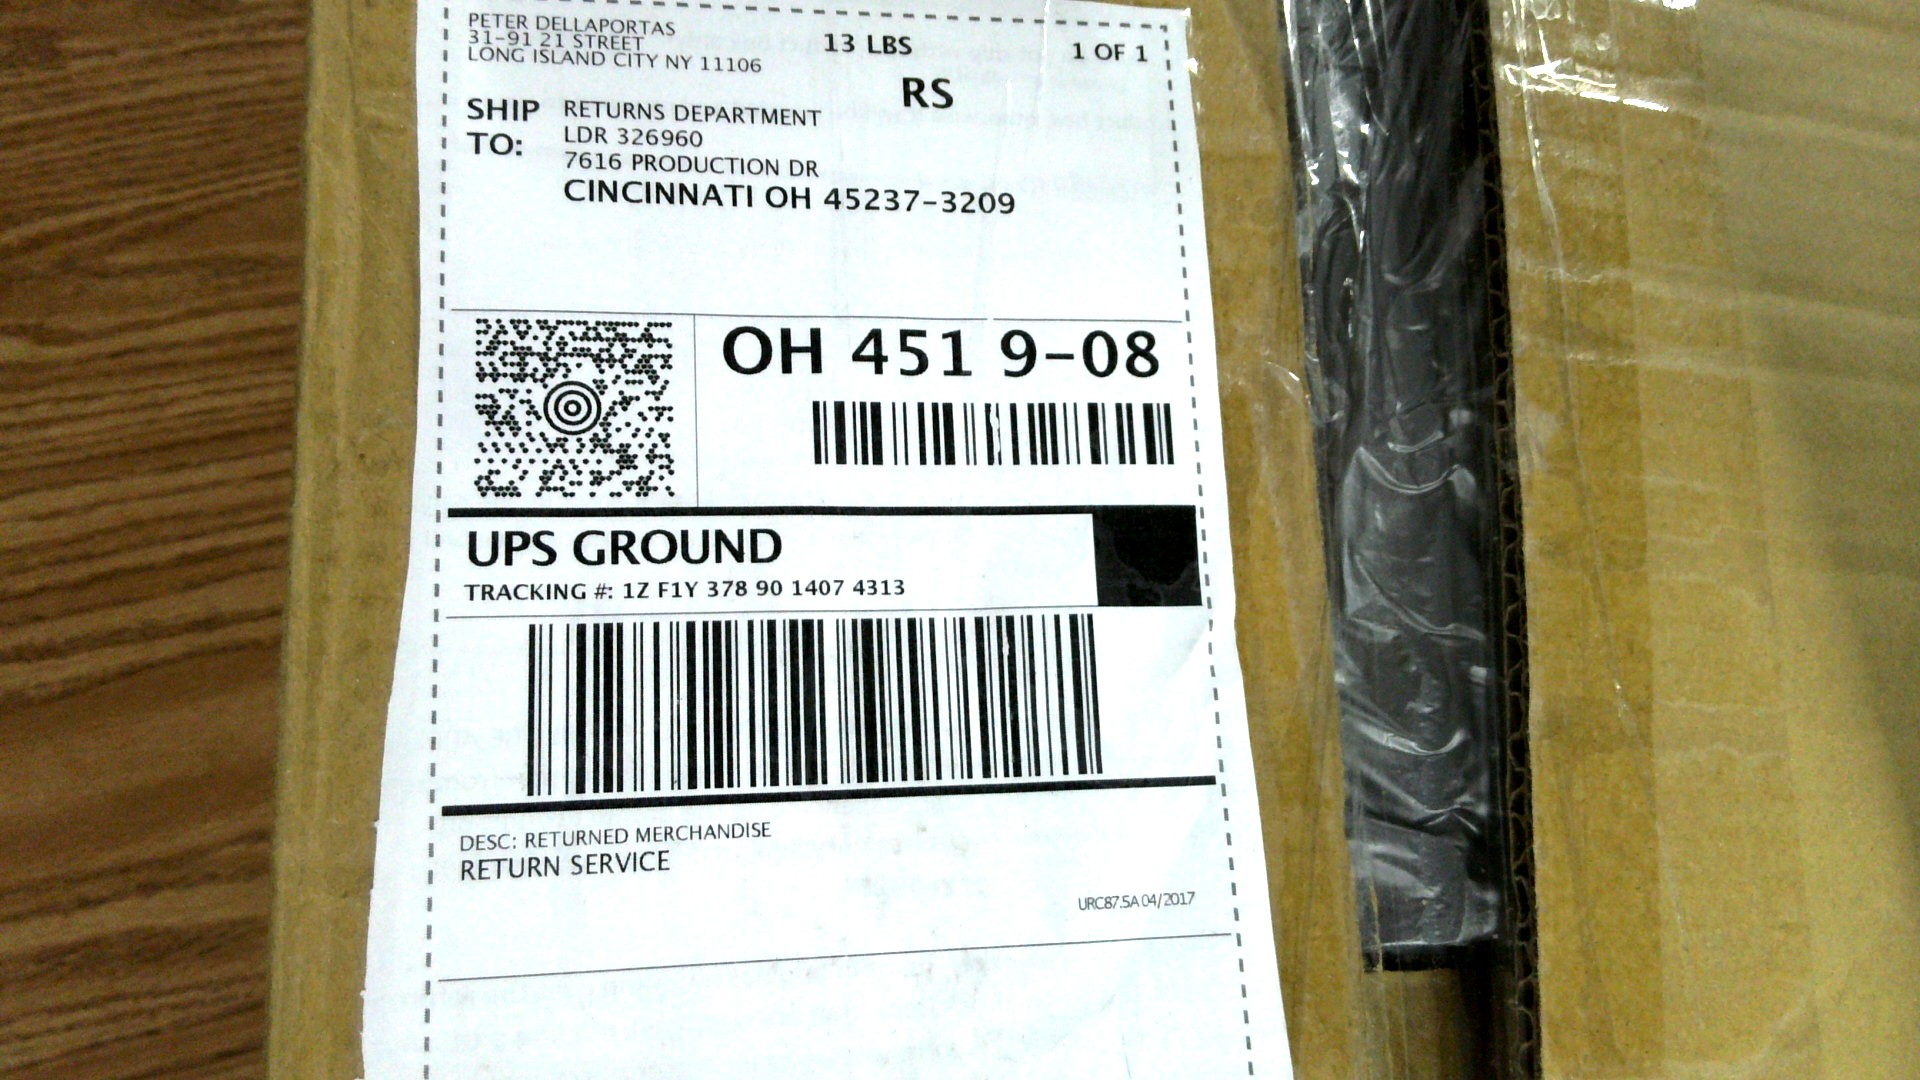 PETER DELLAPORTAS
31-91 21 STREET
LONG ISLAND CITY NY 11106
13 LBS
1 OF 1
RS
SHIP TO:
RETURNS DEPARTMENT
LDR 326960
7616 PRODUCTION DR
CINCINNATI OH 45237-3209
OH 451 9-08
UPS GROUND
TRACKING #: 1Z F1Y 378 90 1407 4313
DESC: RETURNED MERCHANDISE
RETURN SERVICE
URC87.5A 04/2017